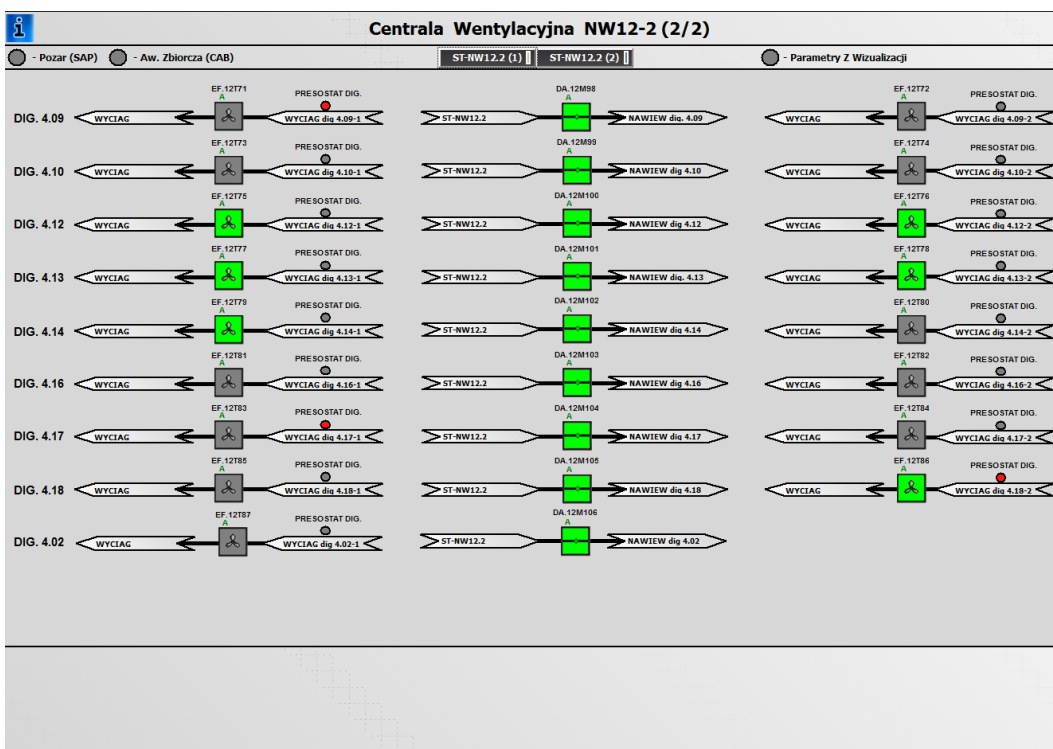 i
Centrala Wentylacyjna NW12-2 (2/2)
- Pozar (SAP) - Aw. Zbiorcza (CAB) ST-NW12.2 (1) ST-NW12.2 (2) - Parametry Z Wizualizacji
EF.12T71 PRESOSTAT DIG. DA.12M98 EF.12T72 PRESOSTAT DIG.
A A A
DIG. 4.09 WYCIAG WYCIAG dig 4.09-1 ST-NW12.2 NAWIEW dig. 4.09 WYCIAG WYCIAG dig 4.09-2
EF.12T73 PRESOSTAT DIG. DA.12M99 EF.12T74 PRESOSTAT DIG.
A A A
DIG. 4.10 WYCIAG WYCIAG dig 4.10-1 ST-NW12.2 NAWIEW dig 4.10 WYCIAG WYCIAG dig 4.10-2
EF.12T75 PRESOSTAT DIG. DA.12M100 EF.12T76 PRESOSTAT DIG.
A A A
DIG. 4.12 WYCIAG WYCIAG dig 4.12-1 ST-NW12.2 NAWIEW dig 4.12 WYCIAG WYCIAG dig 4.12-2
EF.12T77 PRESOSTAT DIG. DA.12M101 EF.12T78 PRESOSTAT DIG.
A A A
DIG. 4.13 WYCIAG WYCIAG dig 4.13-1 ST-NW12.2 NAWIEW dig. 4.13 WYCIAG WYCIAG dig 4.13-2
EF.12T79 PRESOSTAT DIG. DA.12M102 EF.12T80 PRESOSTAT DIG.
A A A
DIG. 4.14 WYCIAG WYCIAG dig 4.14-1 ST-NW12.2 NAWIEW dig 4.14 WYCIAG WYCIAG dig 4.14-2
EF.12T81 PRESOSTAT DIG. DA.12M103 EF.12T82 PRESOSTAT DIG.
A A A
DIG. 4.16 WYCIAG WYCIAG dig 4.16-1 ST-NW12.2 NAWIEW dig 4.16 WYCIAG WYCIAG dig 4.16-2
EF.12T83 PRESOSTAT DIG. DA.12M104 EF.12T84 PRESOSTAT DIG.
A A A
DIG. 4.17 WYCIAG WYCIAG dig 4.17-1 ST-NW12.2 NAWIEW dig 4.17 WYCIAG WYCIAG dig 4.17-2
EF.12T85 PRESOSTAT DIG. DA.12M105 EF.12T86 PRESOSTAT DIG.
A A A
DIG. 4.18 WYCIAG WYCIAG dig 4.18-1 ST-NW12.2 NAWIEW dig 4.18 WYCIAG WYCIAG dig 4.18-2
EF.12T87 PRESOSTAT DIG. DA.12M106
A A
DIG. 4.02 WYCIAG WYCIAG dig 4.02-1 ST-NW12.2 NAWIEW dig 4.02